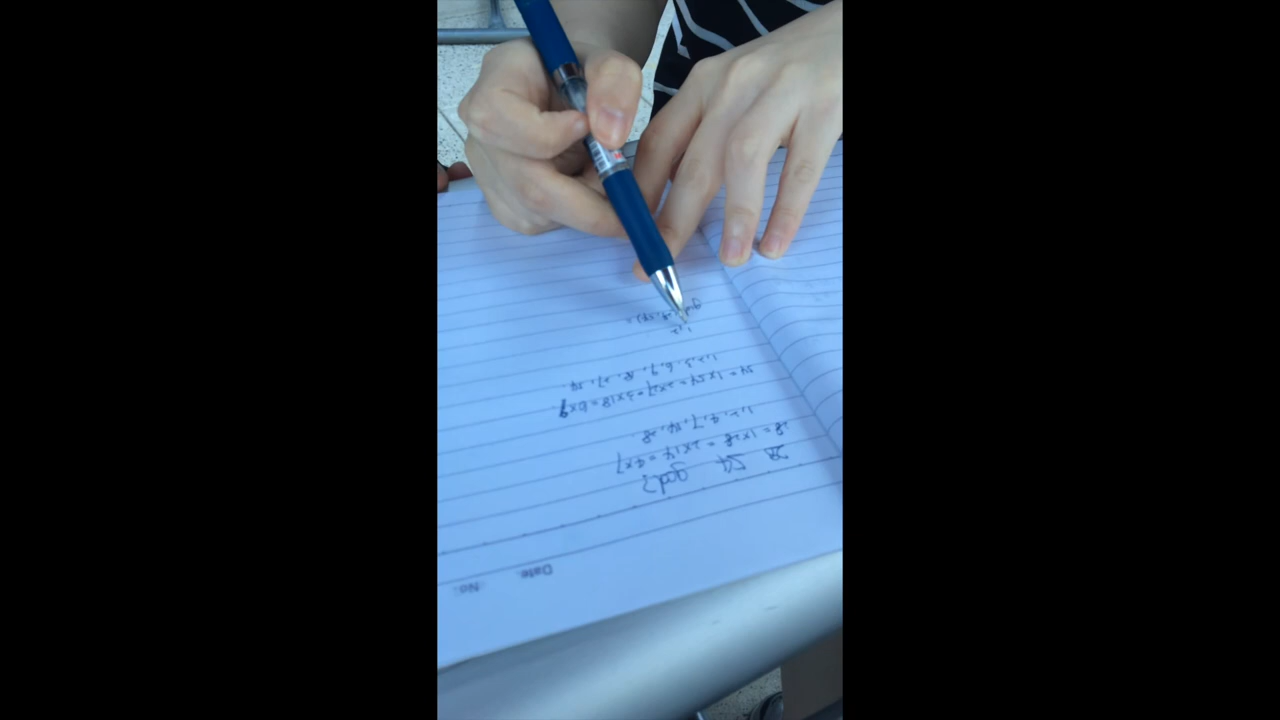 No.
Date
28 54 gcd?
28 = 1×28 = 2×14 = 4×7
1, 2, 4, 7, 14, 28
54 = 1×54 = 2×27 = 3×18 = 6×9
1, 2, 3, 6, 9, 18, 27, 54
1, 2